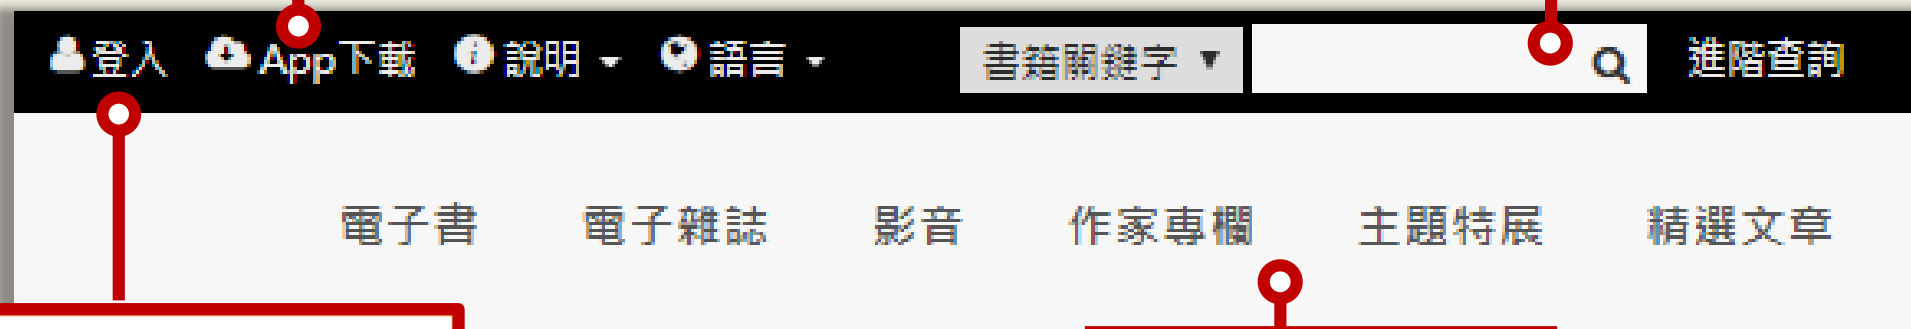 登入 App下載 說明 語言 書籍關鍵字 ▼ 進階查詢
電子書 電子雜誌 影音 作家專欄 主題特展 精選文章